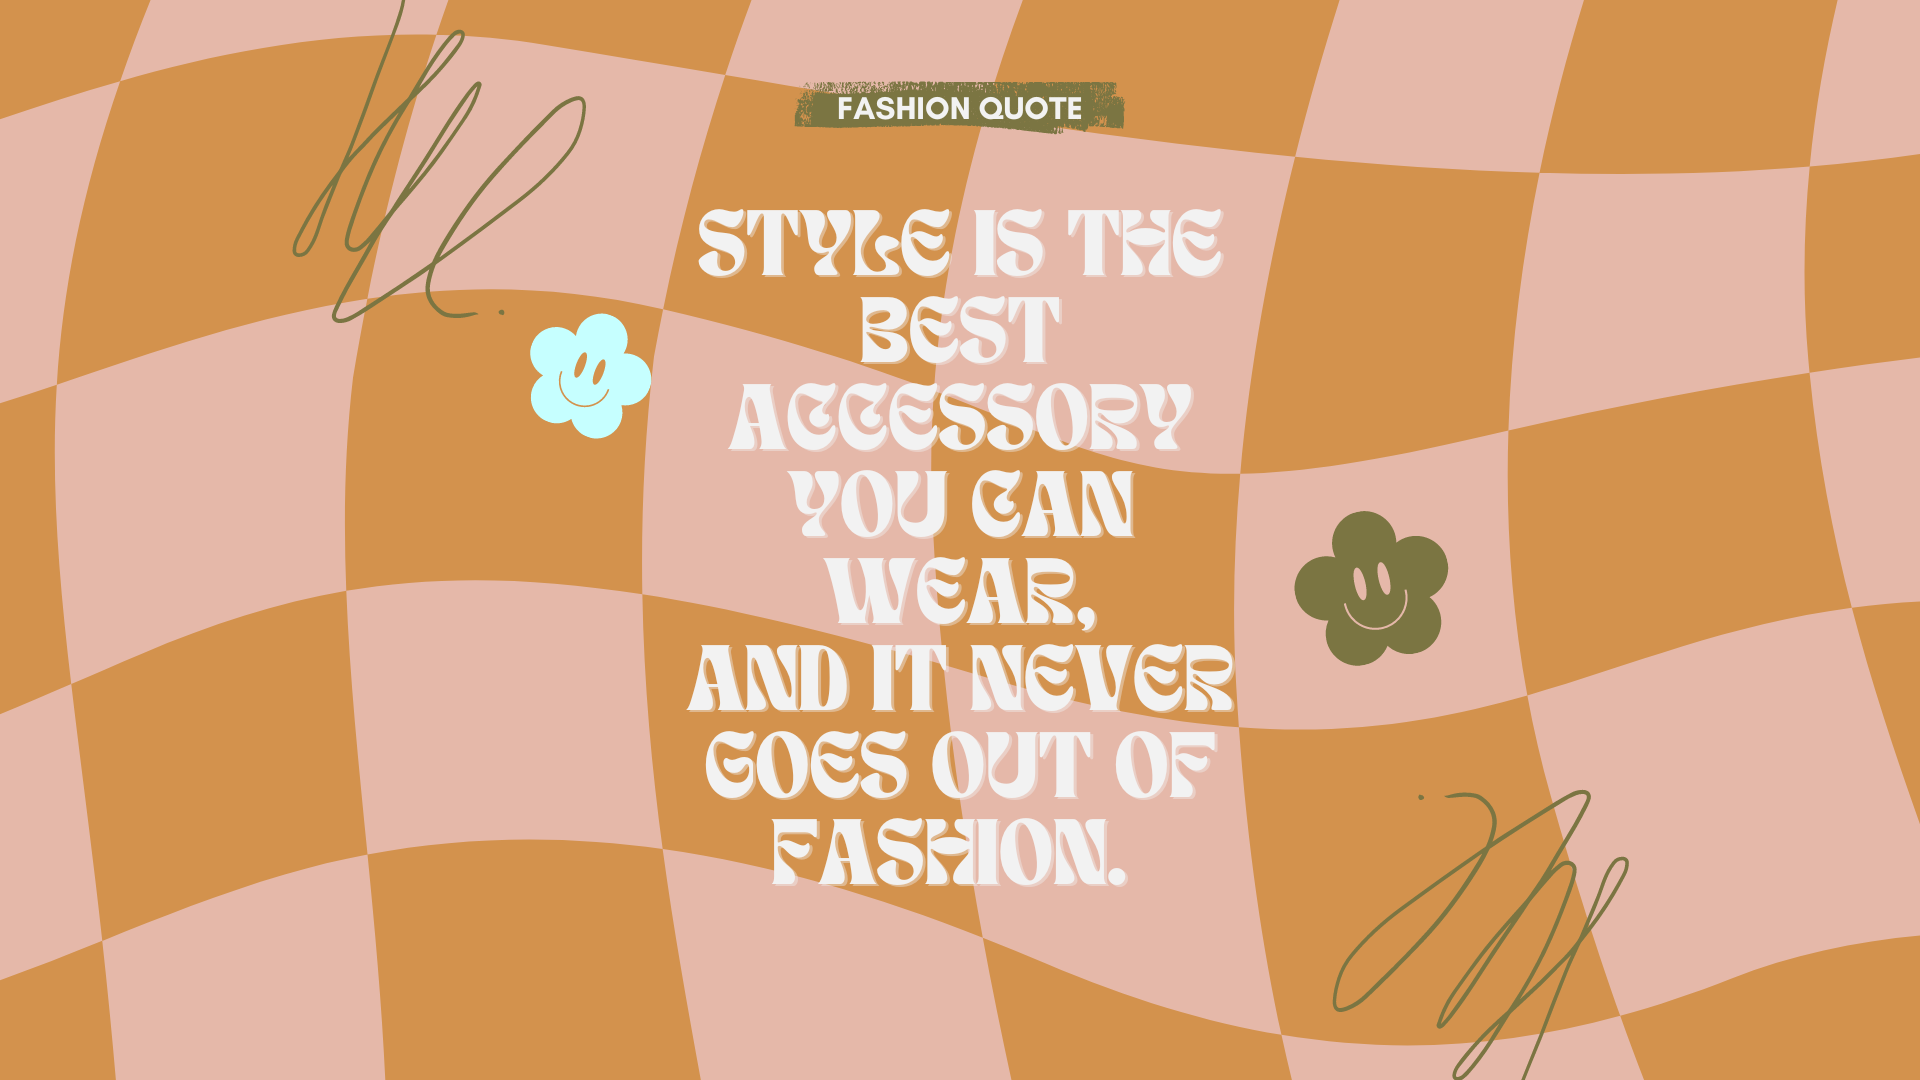 FASHION QUOTE
STYLE IS THE
BEST
ACCESSORY
YOU CAN
WEAR,
AND IT NEVER
GOES OUT OF
FASHION.